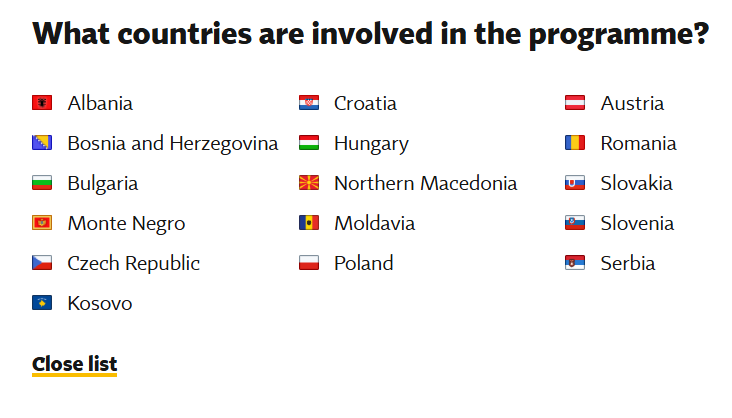 What countries are involved in the programme?
Albania
Croatia
Austria
Bosnia and Herzegovina
Hungary
Romania
Bulgaria
Northern Macedonia
Slovakia
Monte Negro
Moldavia
Slovenia
Czech Republic
Poland
Serbia
Kosovo
Close list